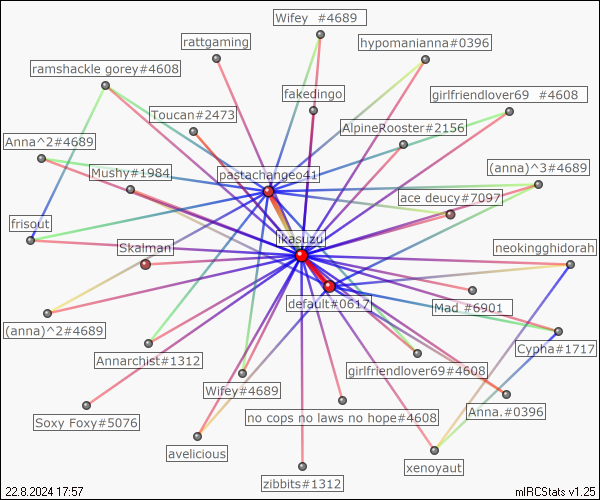 Wifey  #4689
rattgaming
hypomanianna#0396
ramshackle gorey#4608
fakedingo
girlfriendlover69  #4608
Toucan#2473
AlpineRooster#2156
Anna^2#4689
Mushy#1984
pastachangeo41
(anna)^3#4689
ace deucy#7097
frisout
ikasuzu
Skalman
neokingghidorah
default#0617
Mad  #6901
(anna)^2#4689
Cypha#1717
Annarchist#1312
girlfriendlover69#4608
Wifey#4689
Soxy Foxy#5076
no cops no laws no hope#4608
Anna.#0396
avelicious
xenoyaut
zibbits#1312
22.8.2024 17:57
mIRCStats v1.25